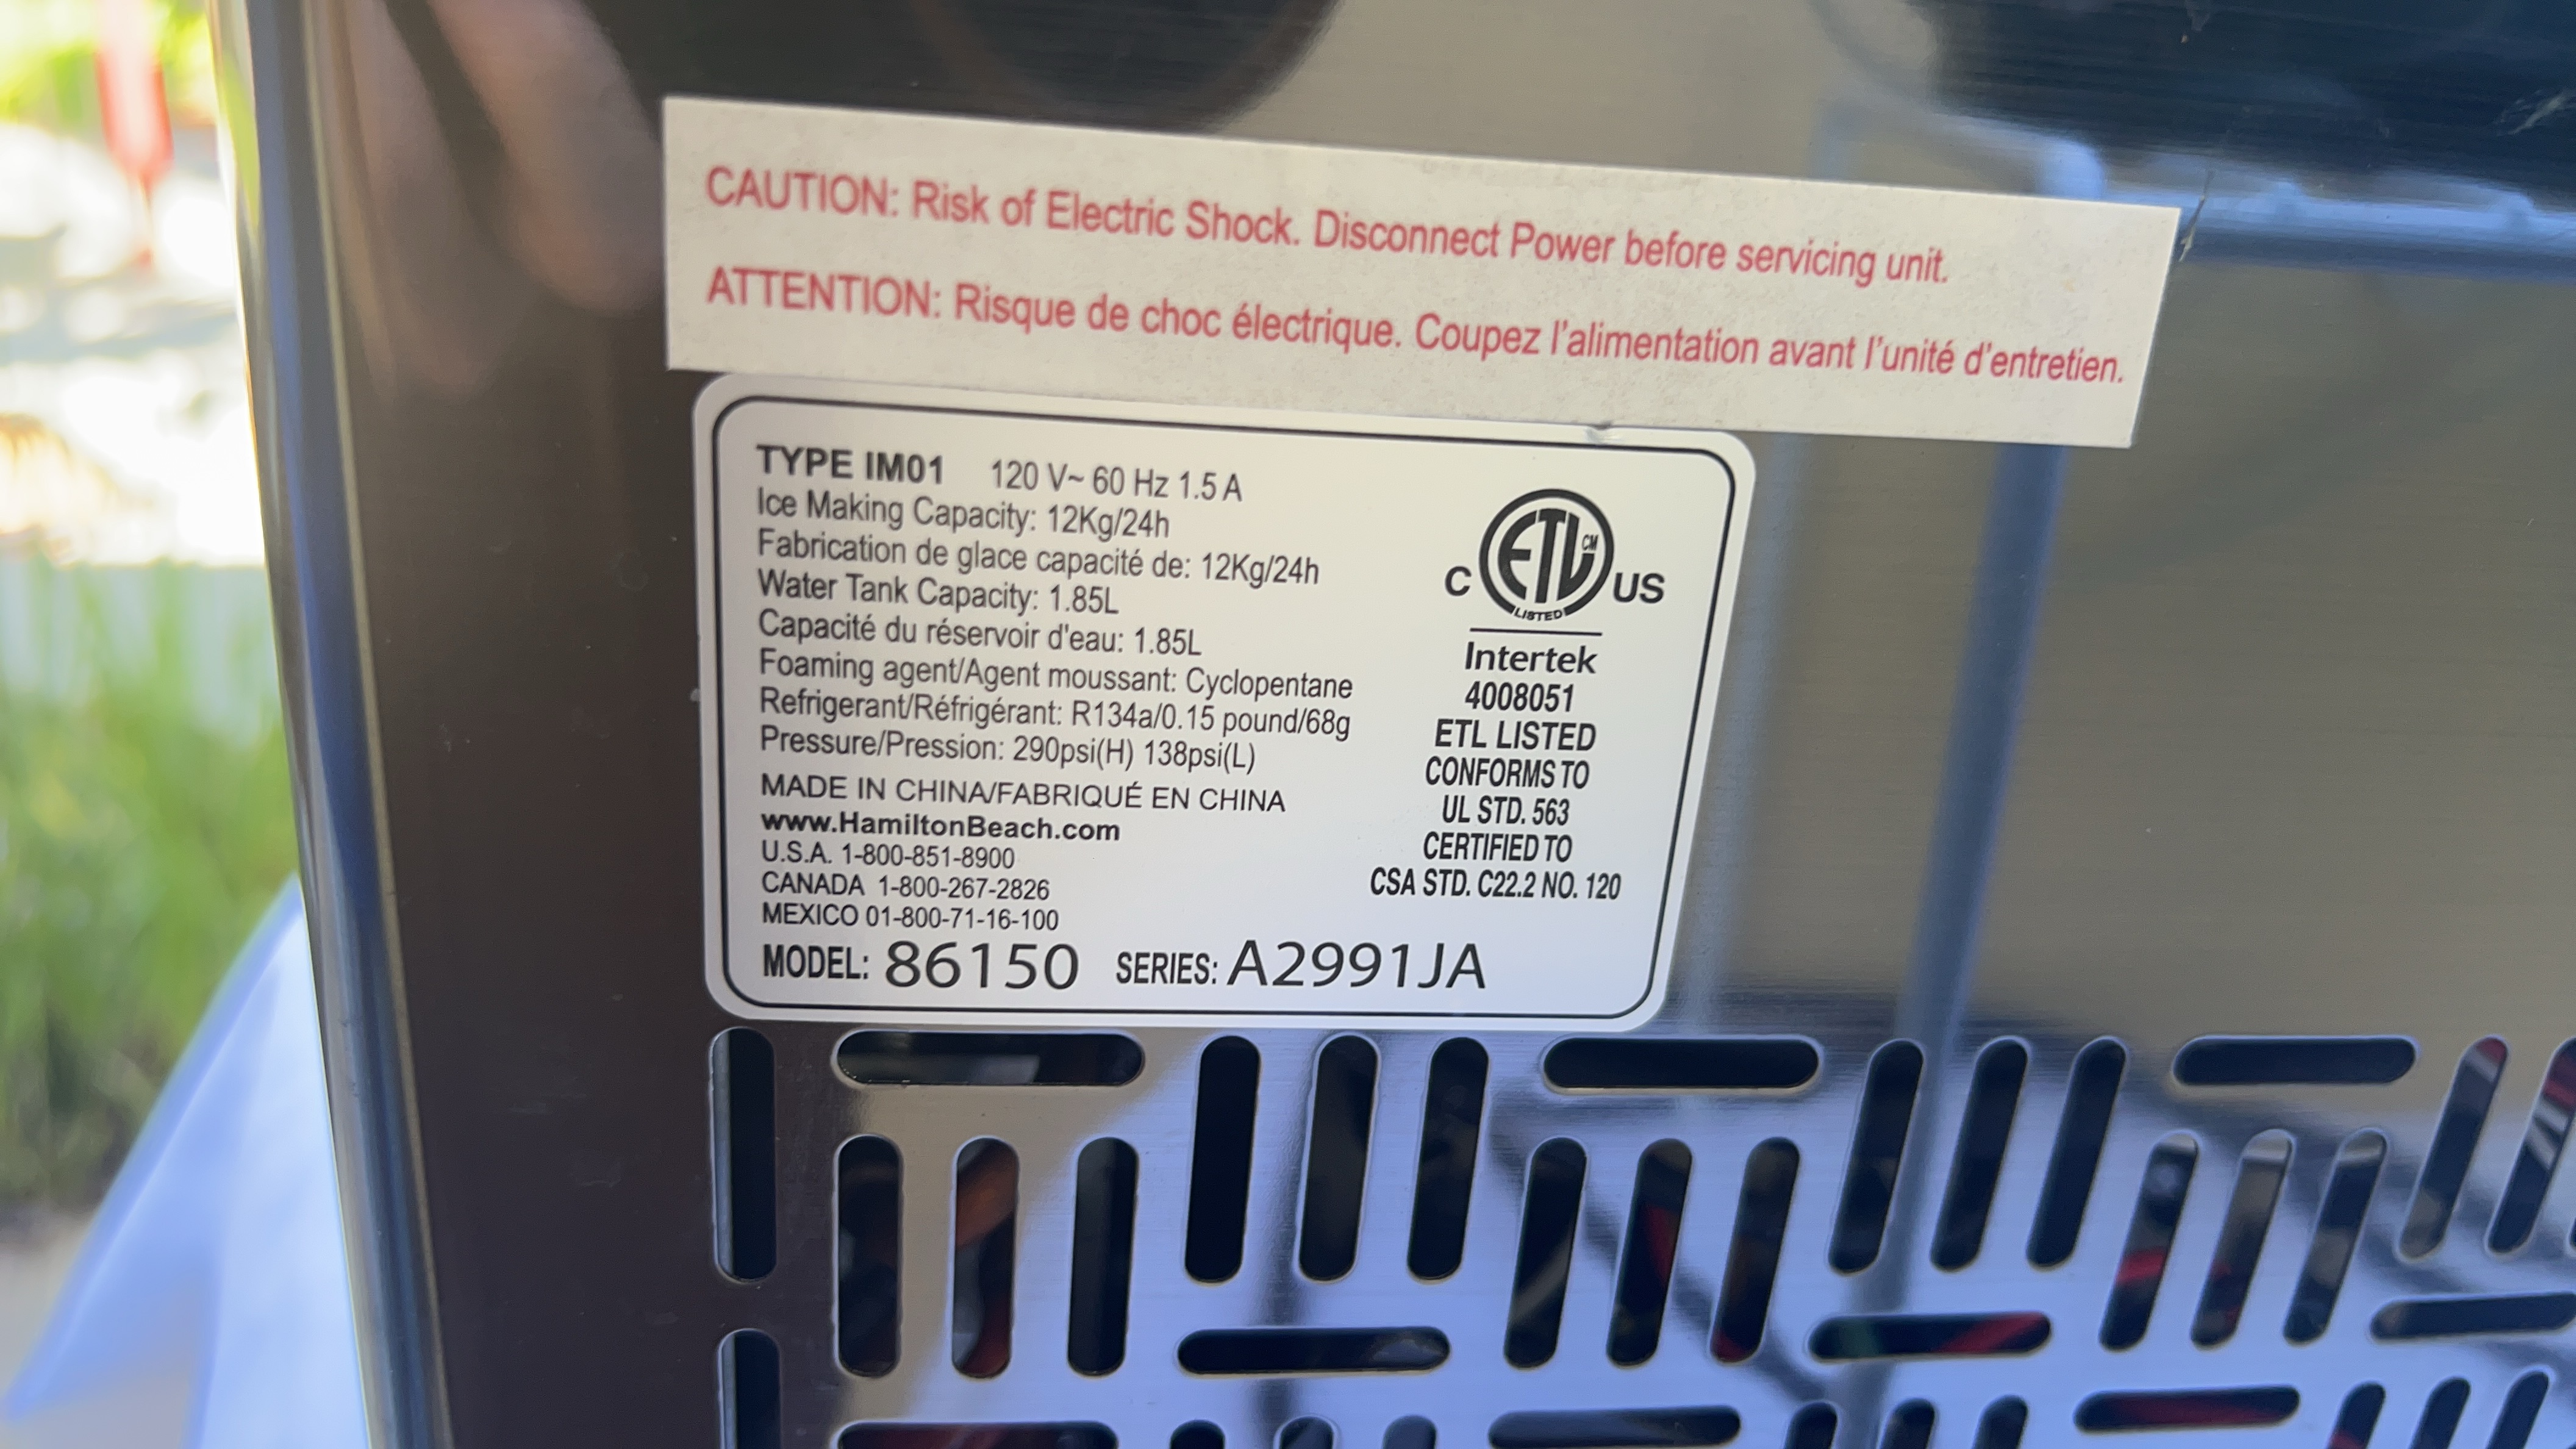 CAUTION: Risk of Electric Shock. Disconnect Power before servicing unit.
ATTENTION: Risque de choc électrique. Coupez l'alimentation avant l'unité d'entretien.
TYPE IM01 120 V~ 60 Hz 1.5 A
Ice Making Capacity: 12Kg/24h
Fabrication de glace capacité de: 12Kg/24h
Water Tank Capacity: 1.85L
Capacité du réservoir d'eau: 1.85L
Foaming agent/Agent moussant: Cyclopentane
Refrigerant/Réfrigérant: R134a/0.15 pound/68g
Pressure/Pression: 290psi(H) 138psi(L)
MADE IN CHINA/FABRIQUÉ EN CHINA
www.HamiltonBeach.com
U.S.A. 1-800-851-8900
CANADA 1-800-267-2826
MEXICO 01-800-71-16-100
MODEL: 86150 SERIES: A2991JA
C ETL CM US
LISTED
Intertek
4008051
ETL LISTED
CONFORMS TO
UL STD. 563
CERTIFIED TO
CSA STD. C22.2 NO. 120